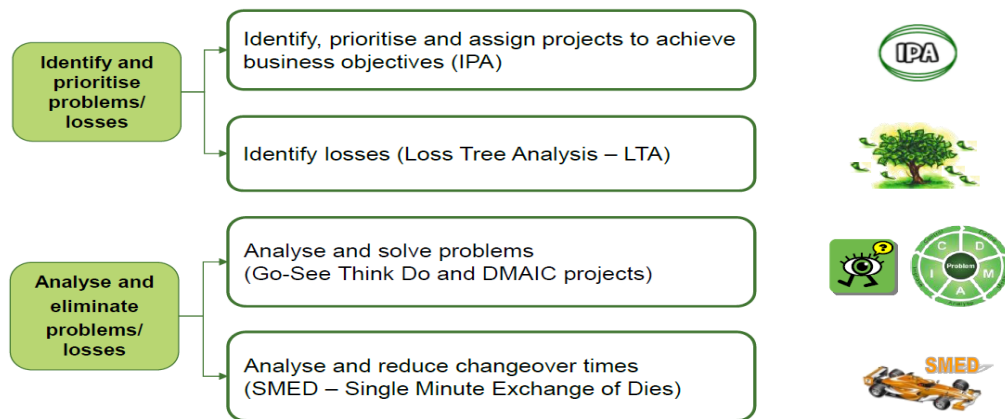 Identify and
prioritise
problems/
losses
Identify, prioritise and assign projects to achieve
business objectives (IPA)
IPA
Identify losses (Loss Tree Analysis – LTA)
Analyse and
eliminate
problems/
losses
Analyse and solve problems
(Go-See Think Do and DMAIC projects)
?
C
D
I
Problem
M
A
Analyse and reduce changeover times
(SMED – Single Minute Exchange of Dies)
SMED